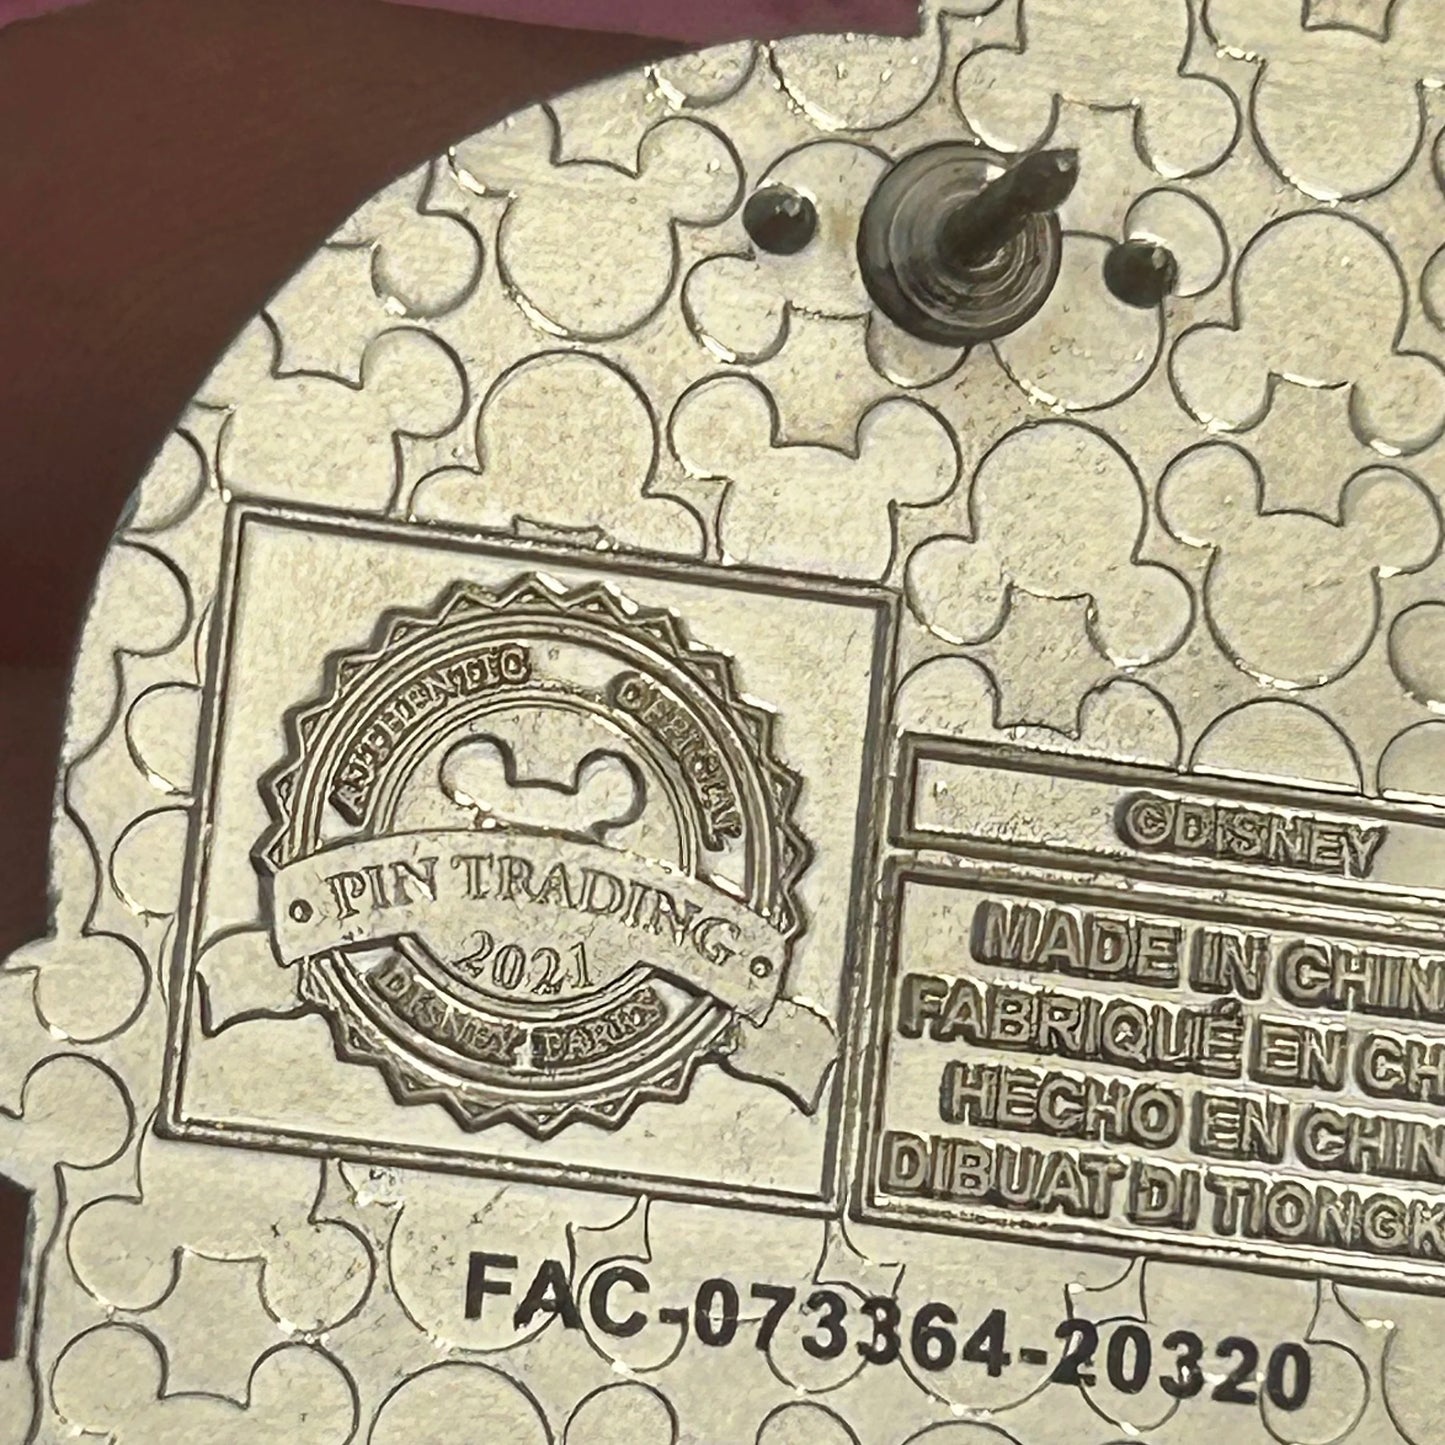 AUTHENTIC
OFFICIAL
PIN TRADING
2021
DISNEY PARKS
©DISNEY
MADE IN CHIN
FABRIQUÉ EN CH
HECHO EN CHIN
DIBUAT DI TIONGK
FAC-073364-20320